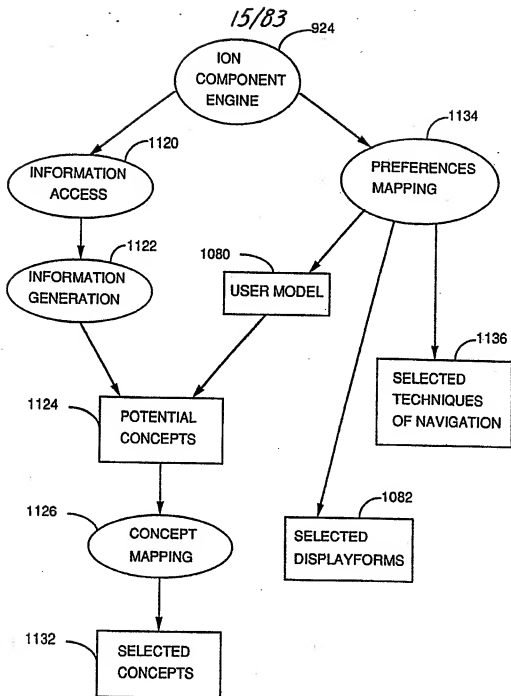 15/83
924
ION
COMPONENT
ENGINE
1120
INFORMATION
ACCESS
1134
PREFERENCES
MAPPING
1122
INFORMATION
GENERATION
1080
USER MODEL
1136
SELECTED
TECHNIQUES
OF NAVIGATION
1124
POTENTIAL
CONCEPTS
1082
SELECTED
DISPLAYFORMS
1126
CONCEPT
MAPPING
1132
SELECTED
CONCEPTS